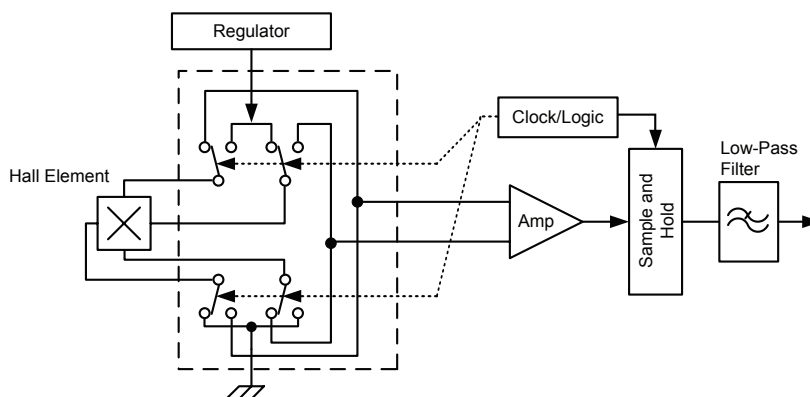 Regulator
Clock/Logic
Low-Pass
Filter
Hall Element
Amp
Sample and
Hold